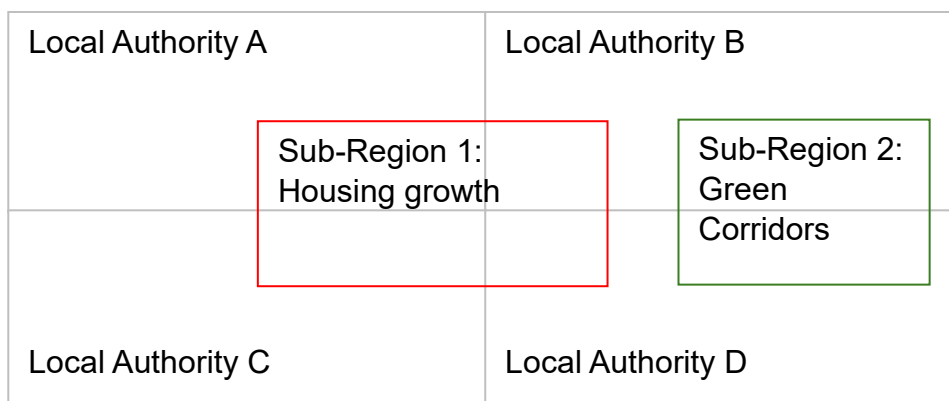 Local Authority A
Local Authority B
Sub-Region 1:
Housing growth
Sub-Region 2:
Green
Corridors
Local Authority C
Local Authority D